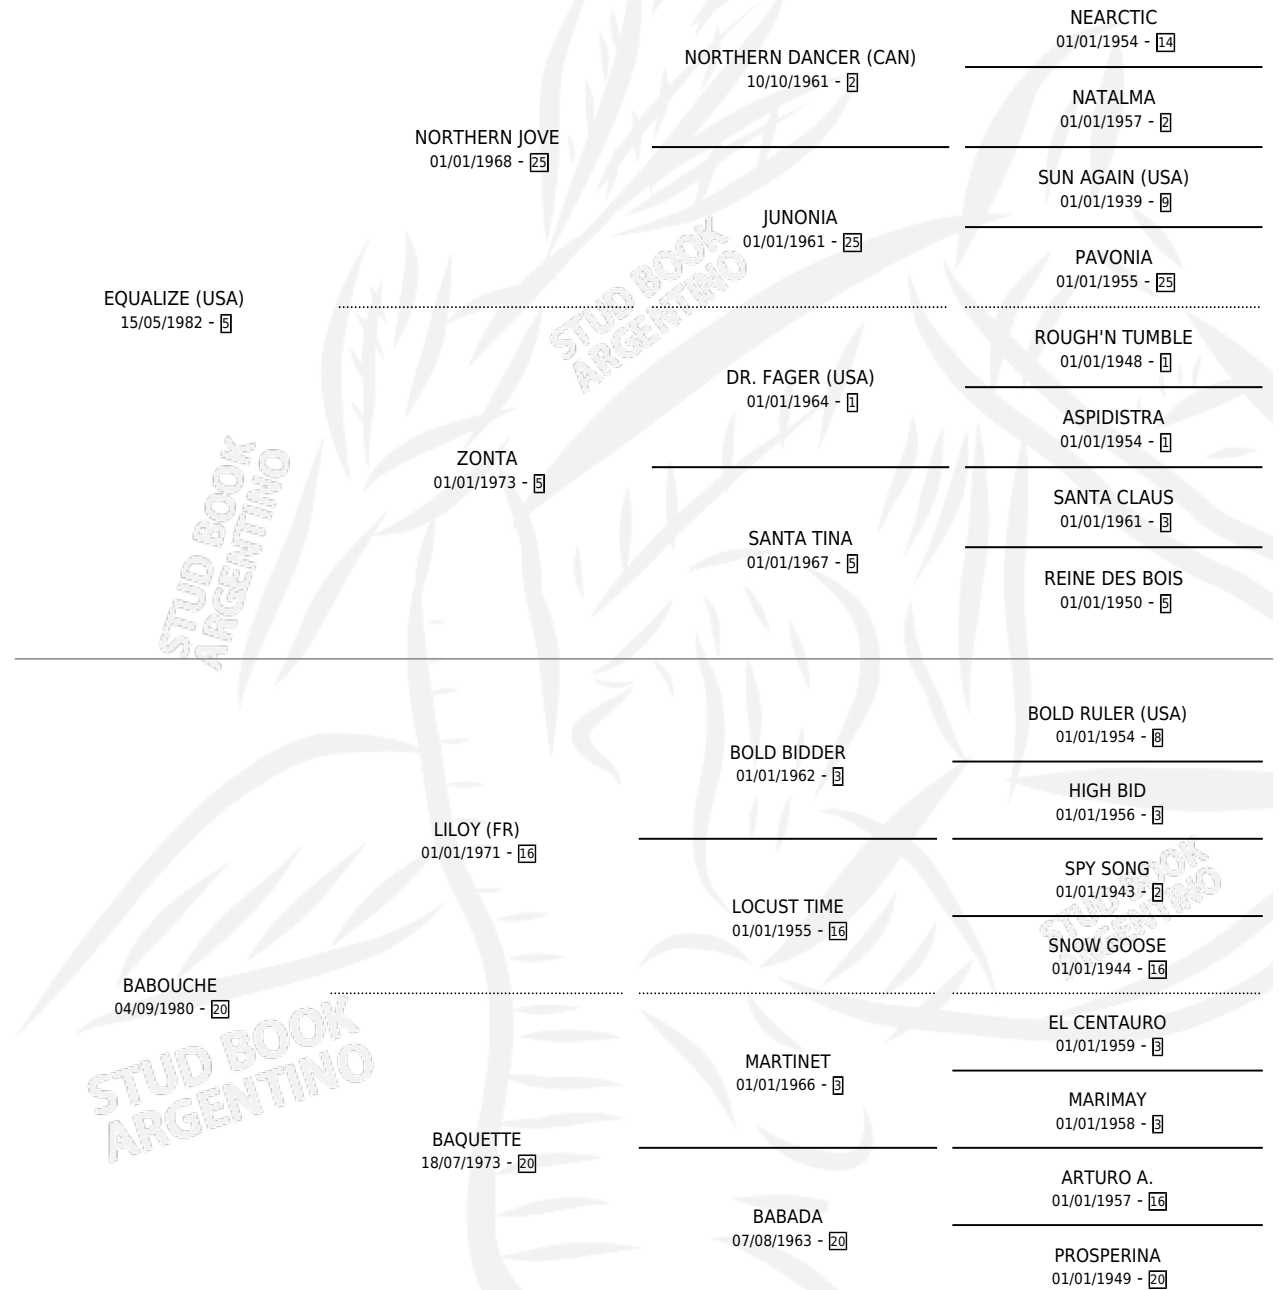 NEARCTIC
01/01/1954 - 14
NORTHERN DANCER (CAN)
10/10/1961 - 2
NATALMA
01/01/1957 - 2
NORTHERN JOVE
01/01/1968 - 25
SUN AGAIN (USA)
01/01/1939 - 9
JUNONIA
01/01/1961 - 25
PAVONIA
01/01/1955 - 25
EQUALIZE (USA)
15/05/1982 - 5
STUD BOOK
ARGENTINO
ROUGH'N TUMBLE
01/01/1948 - 1
DR. FAGER (USA)
01/01/1964 - 1
ASPIDISTRA
01/01/1954 - 1
ZONTA
01/01/1973 - 5
SANTA CLAUS
01/01/1961 - 3
SANTA TINA
01/01/1967 - 5
REINE DES BOIS
01/01/1950 - 5
STUD BOOK
ARGENTINO
BOLD RULER (USA)
01/01/1954 - 8
BOLD BIDDER
01/01/1962 - 3
HIGH BID
01/01/1956 - 3
LILOY (FR)
01/01/1971 - 16
SPY SONG
01/01/1943 - 2
STUD BOOK
ARGENTINO
LOCUST TIME
01/01/1955 - 16
SNOW GOOSE
01/01/1944 - 16
BABOUCHE
04/09/1980 - 20
STUD BOOK
ARGENTINO
EL CENTAURO
01/01/1959 - 3
MARTINET
01/01/1966 - 3
MARIMAY
01/01/1958 - 3
BAQUETTE
18/07/1973 - 20
ARTURO A.
01/01/1957 - 16
BABADA
07/08/1963 - 20
PROSPERINA
01/01/1949 - 20